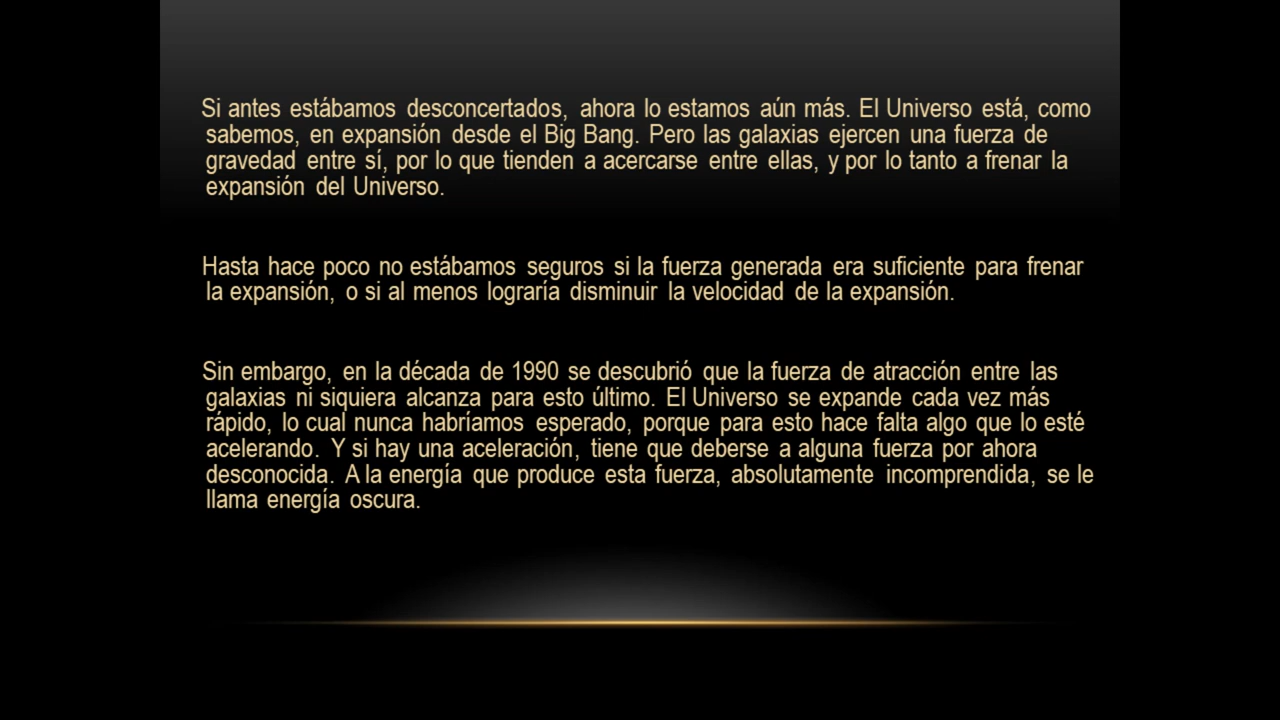 Si antes estábamos desconcertados, ahora lo estamos aún más. El Universo está, como
sabemos, en expansión desde el Big Bang. Pero las galaxias ejercen una fuerza de
gravedad entre sí, por lo que tienden a acercarse entre ellas, y por lo tanto a frenar la
expansión del Universo.
Hasta hace poco no estábamos seguros si la fuerza generada era suficiente para frenar
la expansión, o si al menos lograría disminuir la velocidad de la expansión.
Sin embargo, en la década de 1990 se descubrió que la fuerza de atracción entre las
galaxias ni siquiera alcanza para esto último. El Universo se expande cada vez más
rápido, lo cual nunca habríamos esperado, porque para esto hace falta algo que lo esté
acelerando. Y si hay una aceleración, tiene que deberse a alguna fuerza por ahora
desconocida. A la energía que produce esta fuerza, absolutamente incomprendida, se le
llama energía oscura.